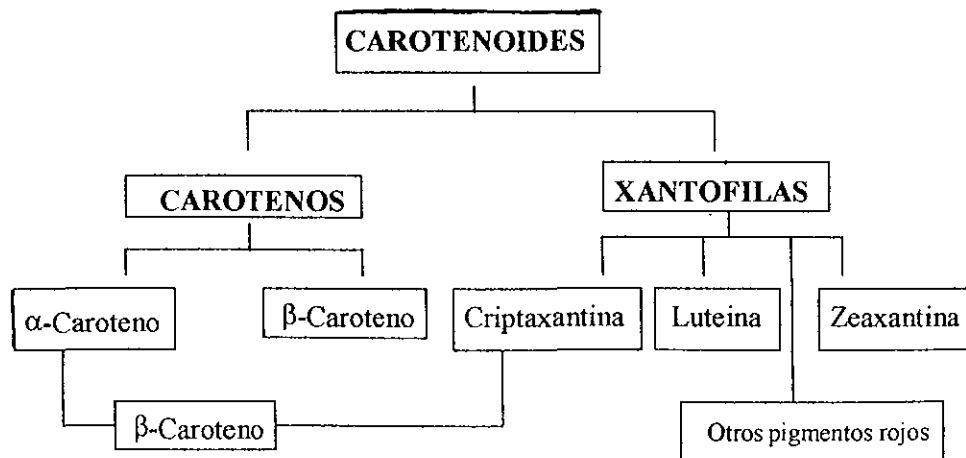 CAROTENOIDES
CAROTENOS
XANTOFILAS
α-Caroteno
β-Caroteno
Criptaxantina
Luteina
Zeaxantina
β-Caroteno
Otros pigmentos rojos